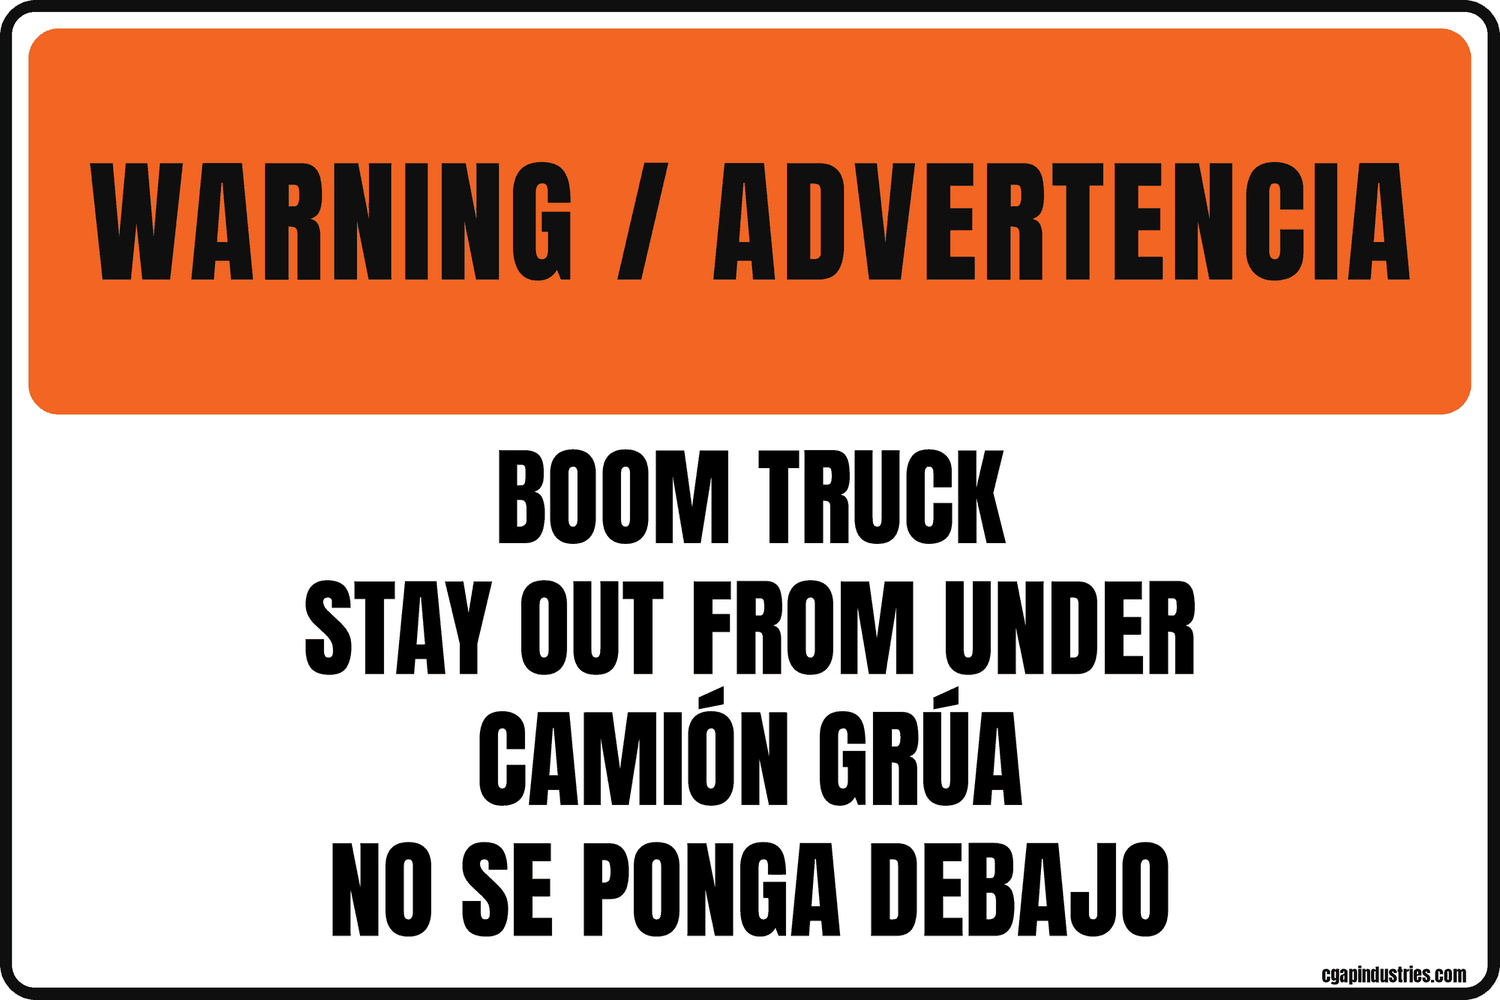 WARNING / ADVERTENCIA
BOOM TRUCK
STAY OUT FROM UNDER
CAMIÓN GRÚA
NO SE PONGA DEBAJO
cgapindustries.com